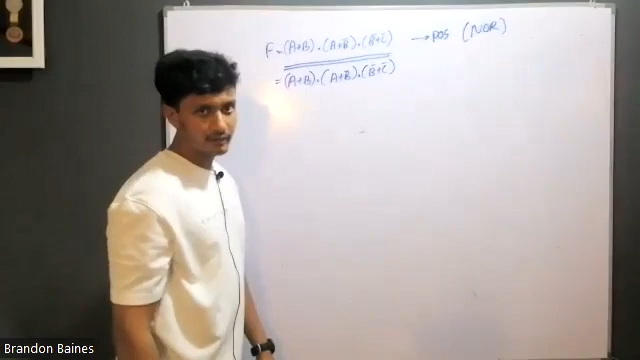 F = (A+B) . (A+B̄) . (B̄+C̄) → POS (NOR)
= (A+B) . (A+B̄) . (B̄+C̄)
Brandon Baines